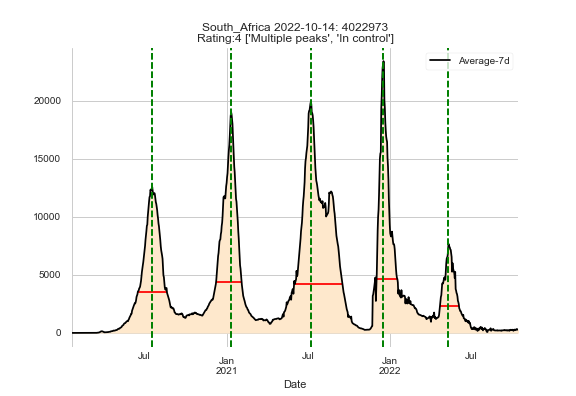 South_Africa 2022-10-14: 4022973
Rating:4 ['Multiple peaks', 'In control']
Average-7d
20000
15000
10000
5000
0
Jul
Jan
2021
Jul
Jan
2022
Jul
Date